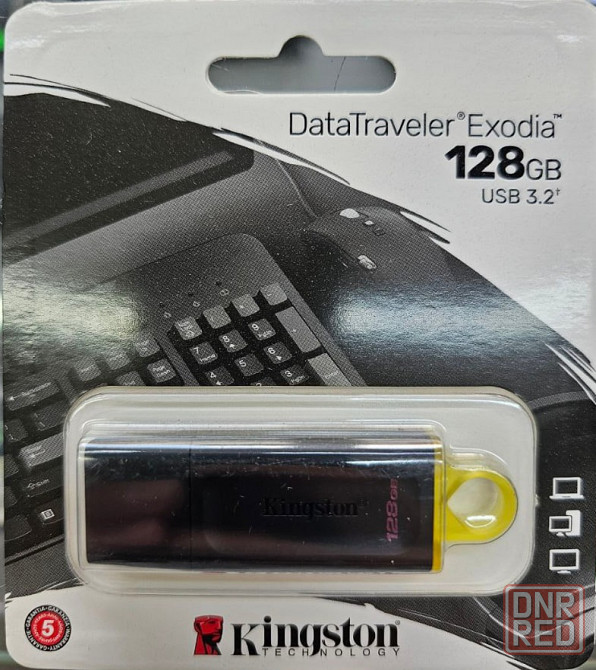 DataTraveler® Exodia™
128GB
USB 3.2†
Kingston
128GB
5
Kingston
TECHNOLOGY
DNR
RED